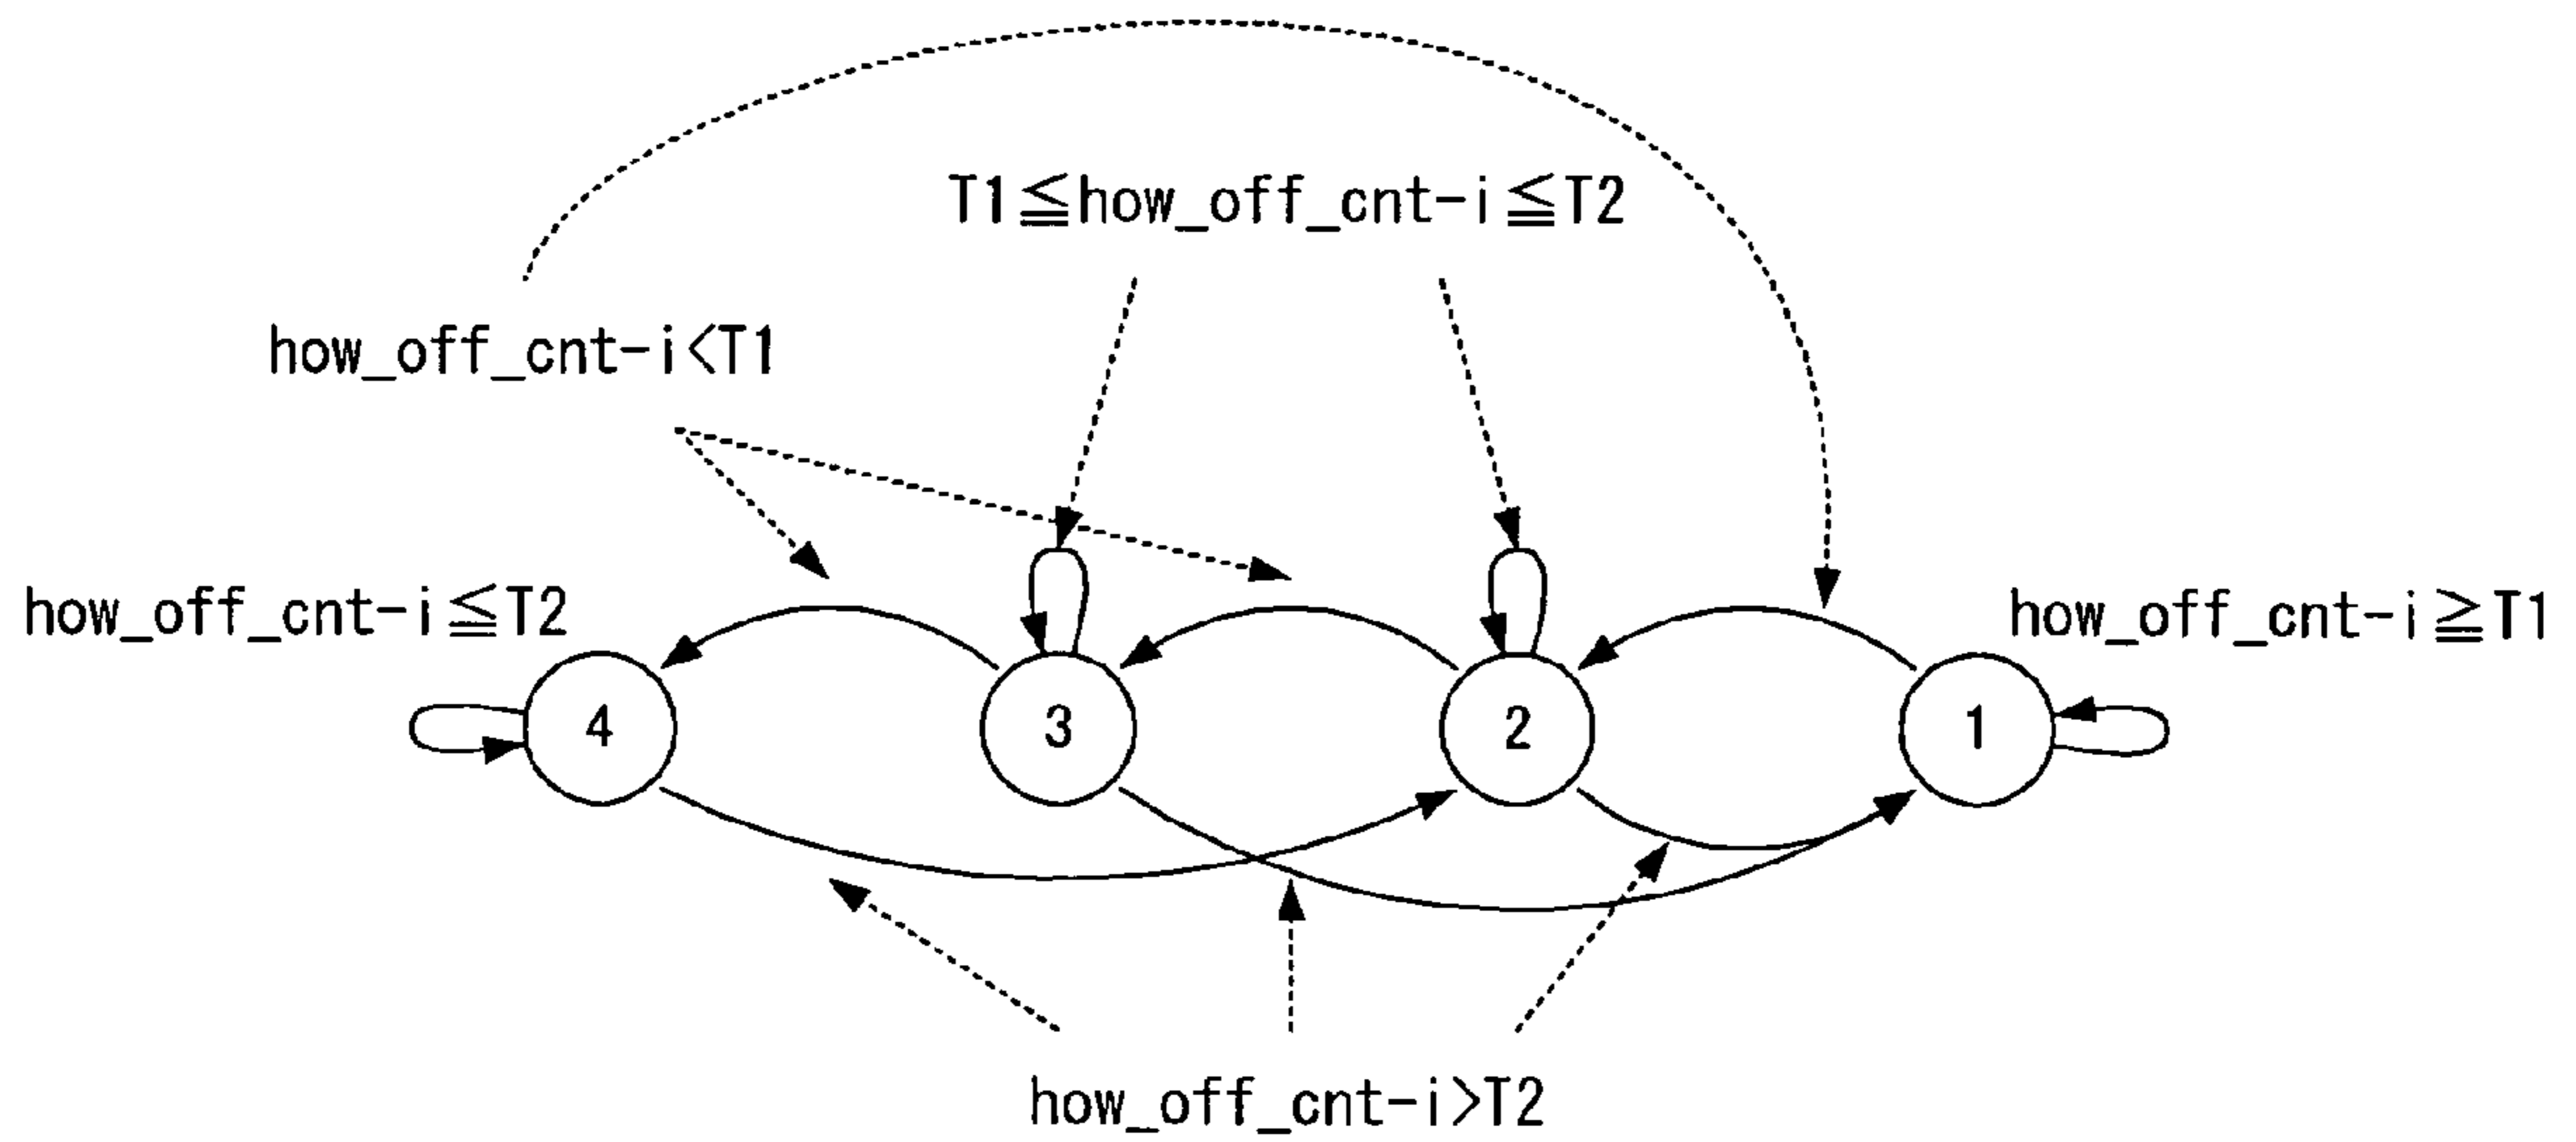 T1≦how_off_cnt-i≦T2
how_off_cnt-i<T1
how_off_cnt-i≦T2
how_off_cnt-i≧T1
4
3
2
1
how_off_cnt-i>T2